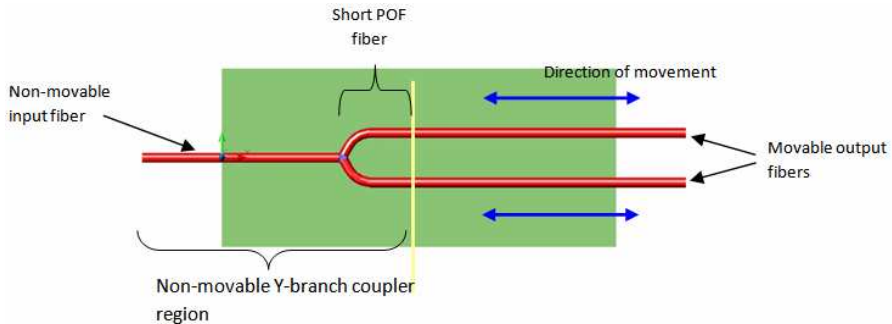 Short POF
fiber
Direction of movement
Non-movable
input fiber
Movable output
fibers
Non-movable Y-branch coupler
region